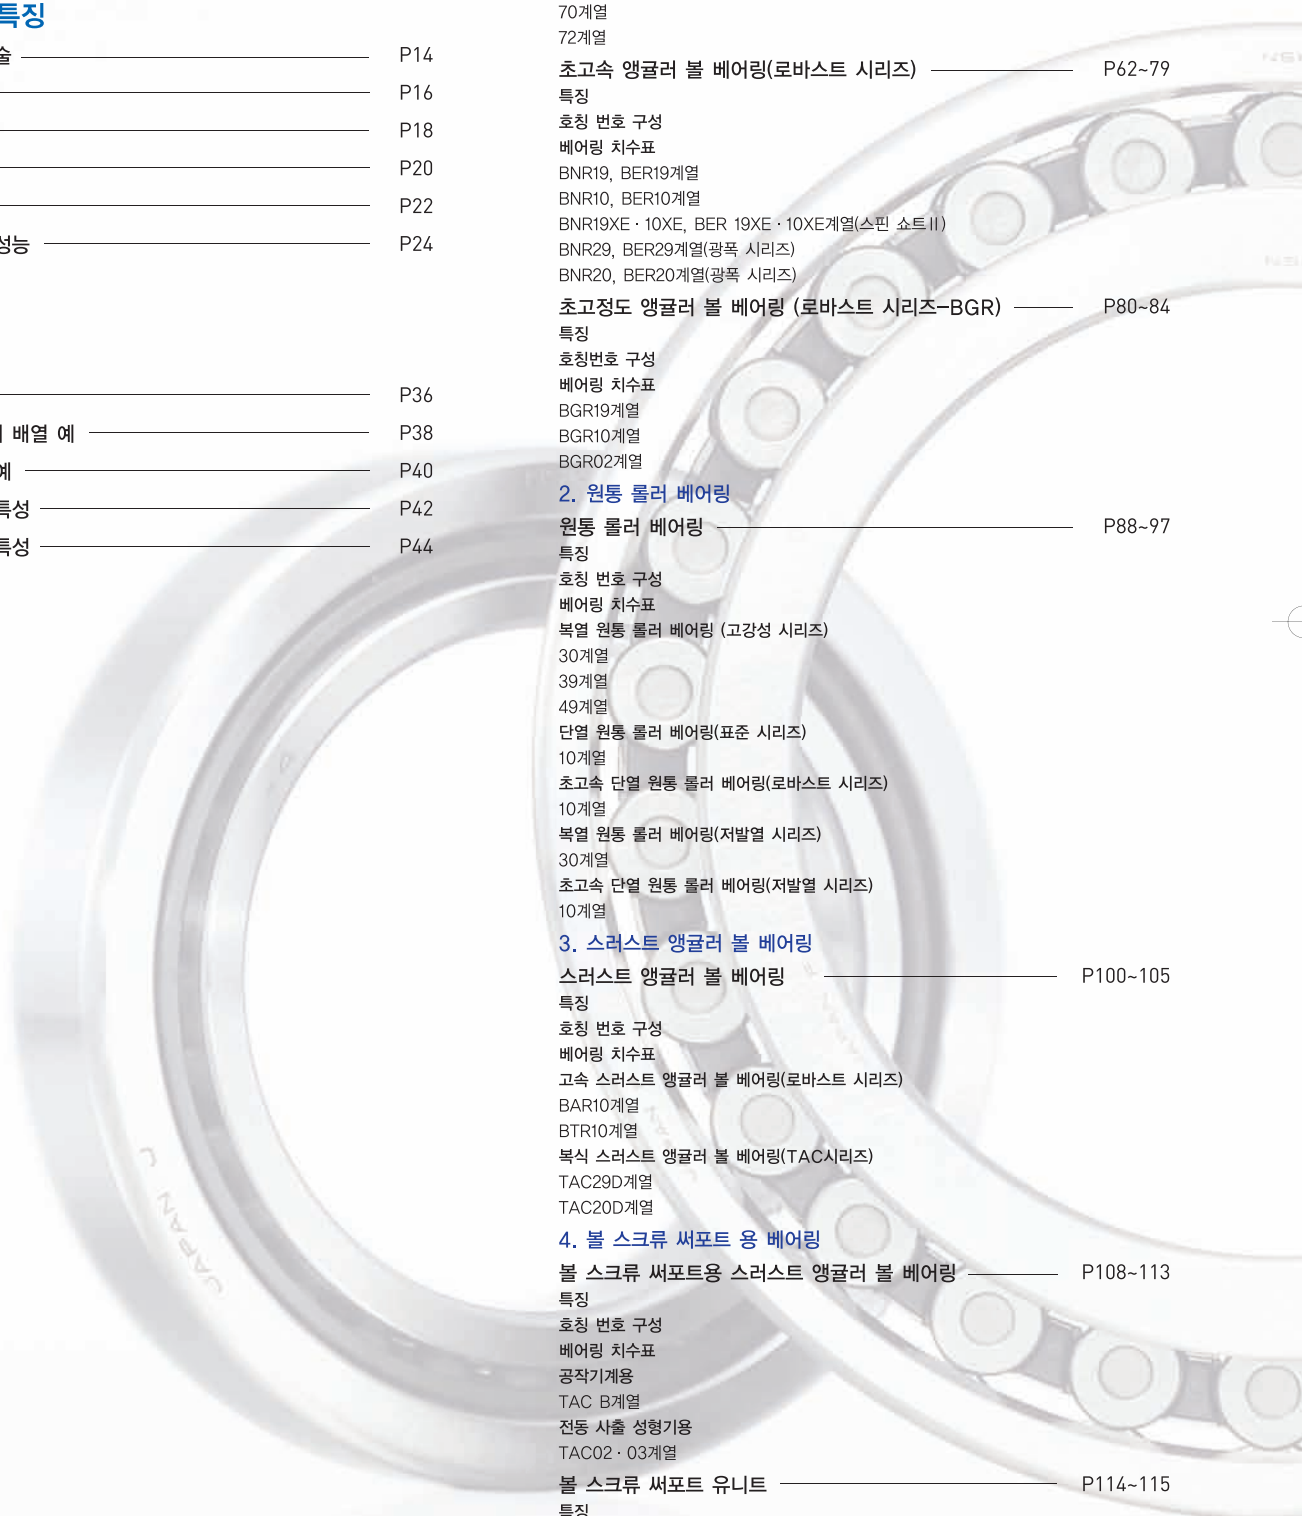 특징
술 P14
P16
P18
P20
P22
성능 P24
P36
배열 예 P38
예 P40
특성 P42
특성 P44
70계열
72계열
초고속 앵귤러 볼 베어링(로바스트 시리즈) P62~79
특징
호칭 번호 구성
베어링 치수표
BNR19, BER19계열
BNR10, BER10계열
BNR19XE · 10XE, BER 19XE · 10XE계열(스핀 쇼트Ⅱ)
BNR29, BER29계열(광폭 시리즈)
BNR20, BER20계열(광폭 시리즈)
초고정도 앵귤러 볼 베어링 (로바스트 시리즈-BGR) P80~84
특징
호칭번호 구성
베어링 치수표
BGR19계열
BGR10계열
BGR02계열
2. 원통 롤러 베어링
원통 롤러 베어링 P88~97
특징
호칭 번호 구성
베어링 치수표
복열 원통 롤러 베어링 (고강성 시리즈)
30계열
39계열
49계열
단열 원통 롤러 베어링(표준 시리즈)
10계열
초고속 단열 원통 롤러 베어링(로바스트 시리즈)
10계열
복열 원통 롤러 베어링(저발열 시리즈)
30계열
초고속 단열 원통 롤러 베어링(저발열 시리즈)
10계열
3. 스러스트 앵귤러 볼 베어링
스러스트 앵귤러 볼 베어링 P100~105
특징
호칭 번호 구성
베어링 치수표
고속 스러스트 앵귤러 볼 베어링(로바스트 시리즈)
BAR10계열
BTR10계열
복식 스러스트 앵귤러 볼 베어링(TAC시리즈)
TAC29D계열
TAC20D계열
4. 볼 스크류 써포트 용 베어링
볼 스크류 써포트용 스러스트 앵귤러 볼 베어링 P108~113
특징
호칭 번호 구성
베어링 치수표
공작기계용
TAC B계열
전동 사출 성형기용
TAC02 · 03계열
볼 스크류 써포트 유니트 P114~115
특징
JAPAN J